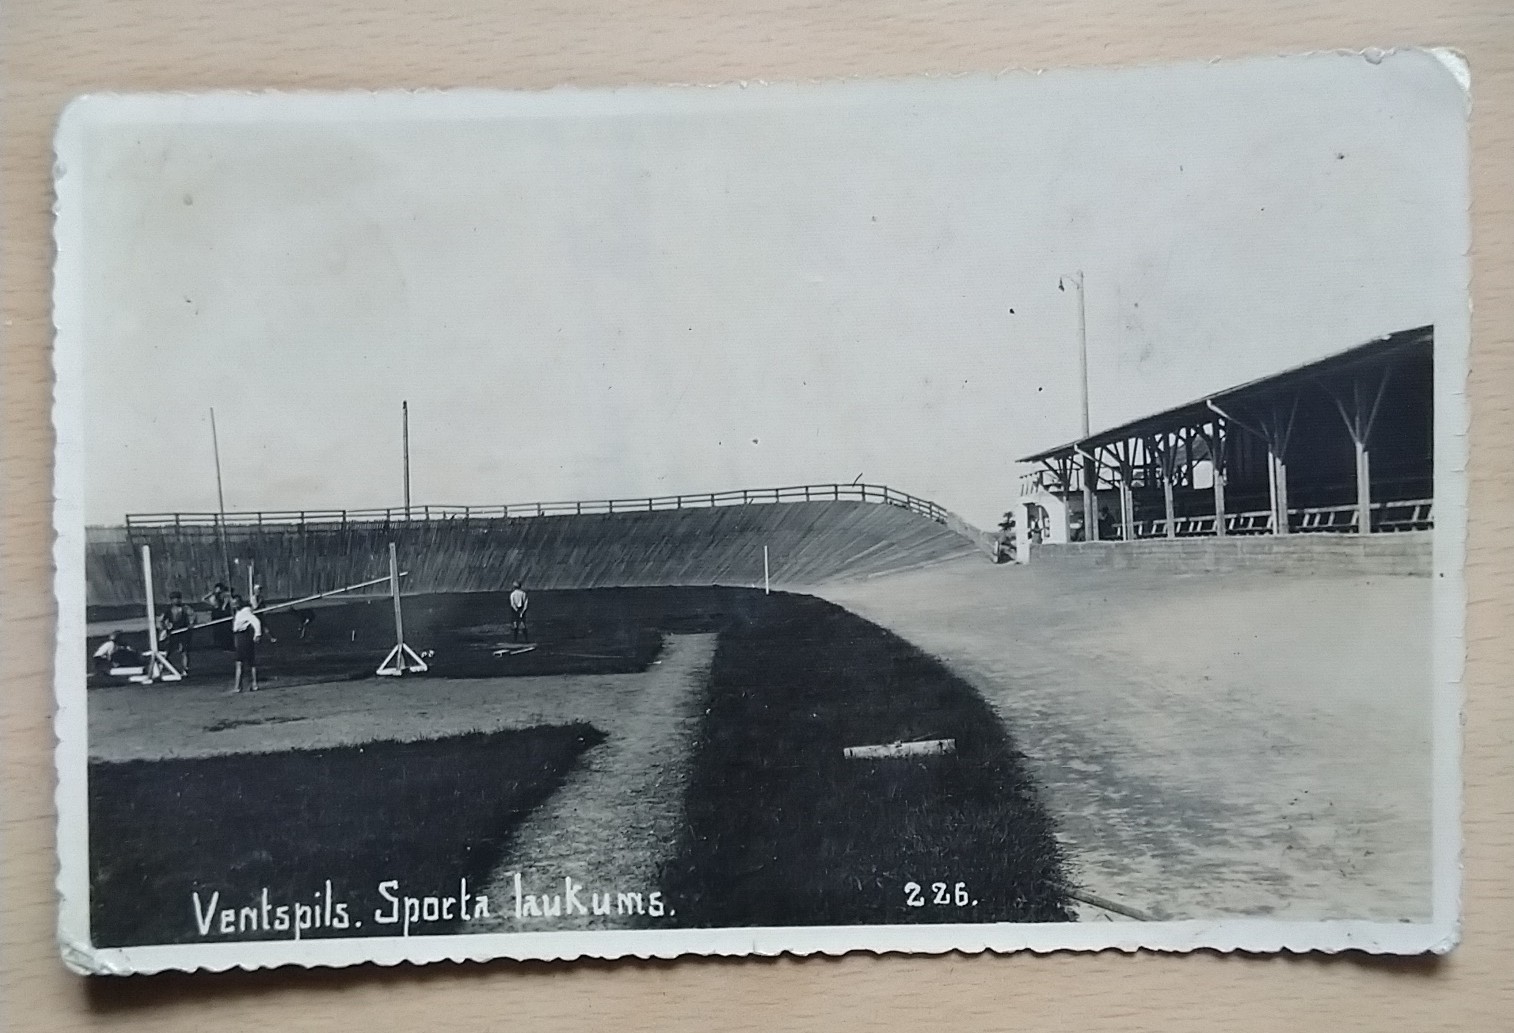 Ventspils. Sporta laukums. 226.